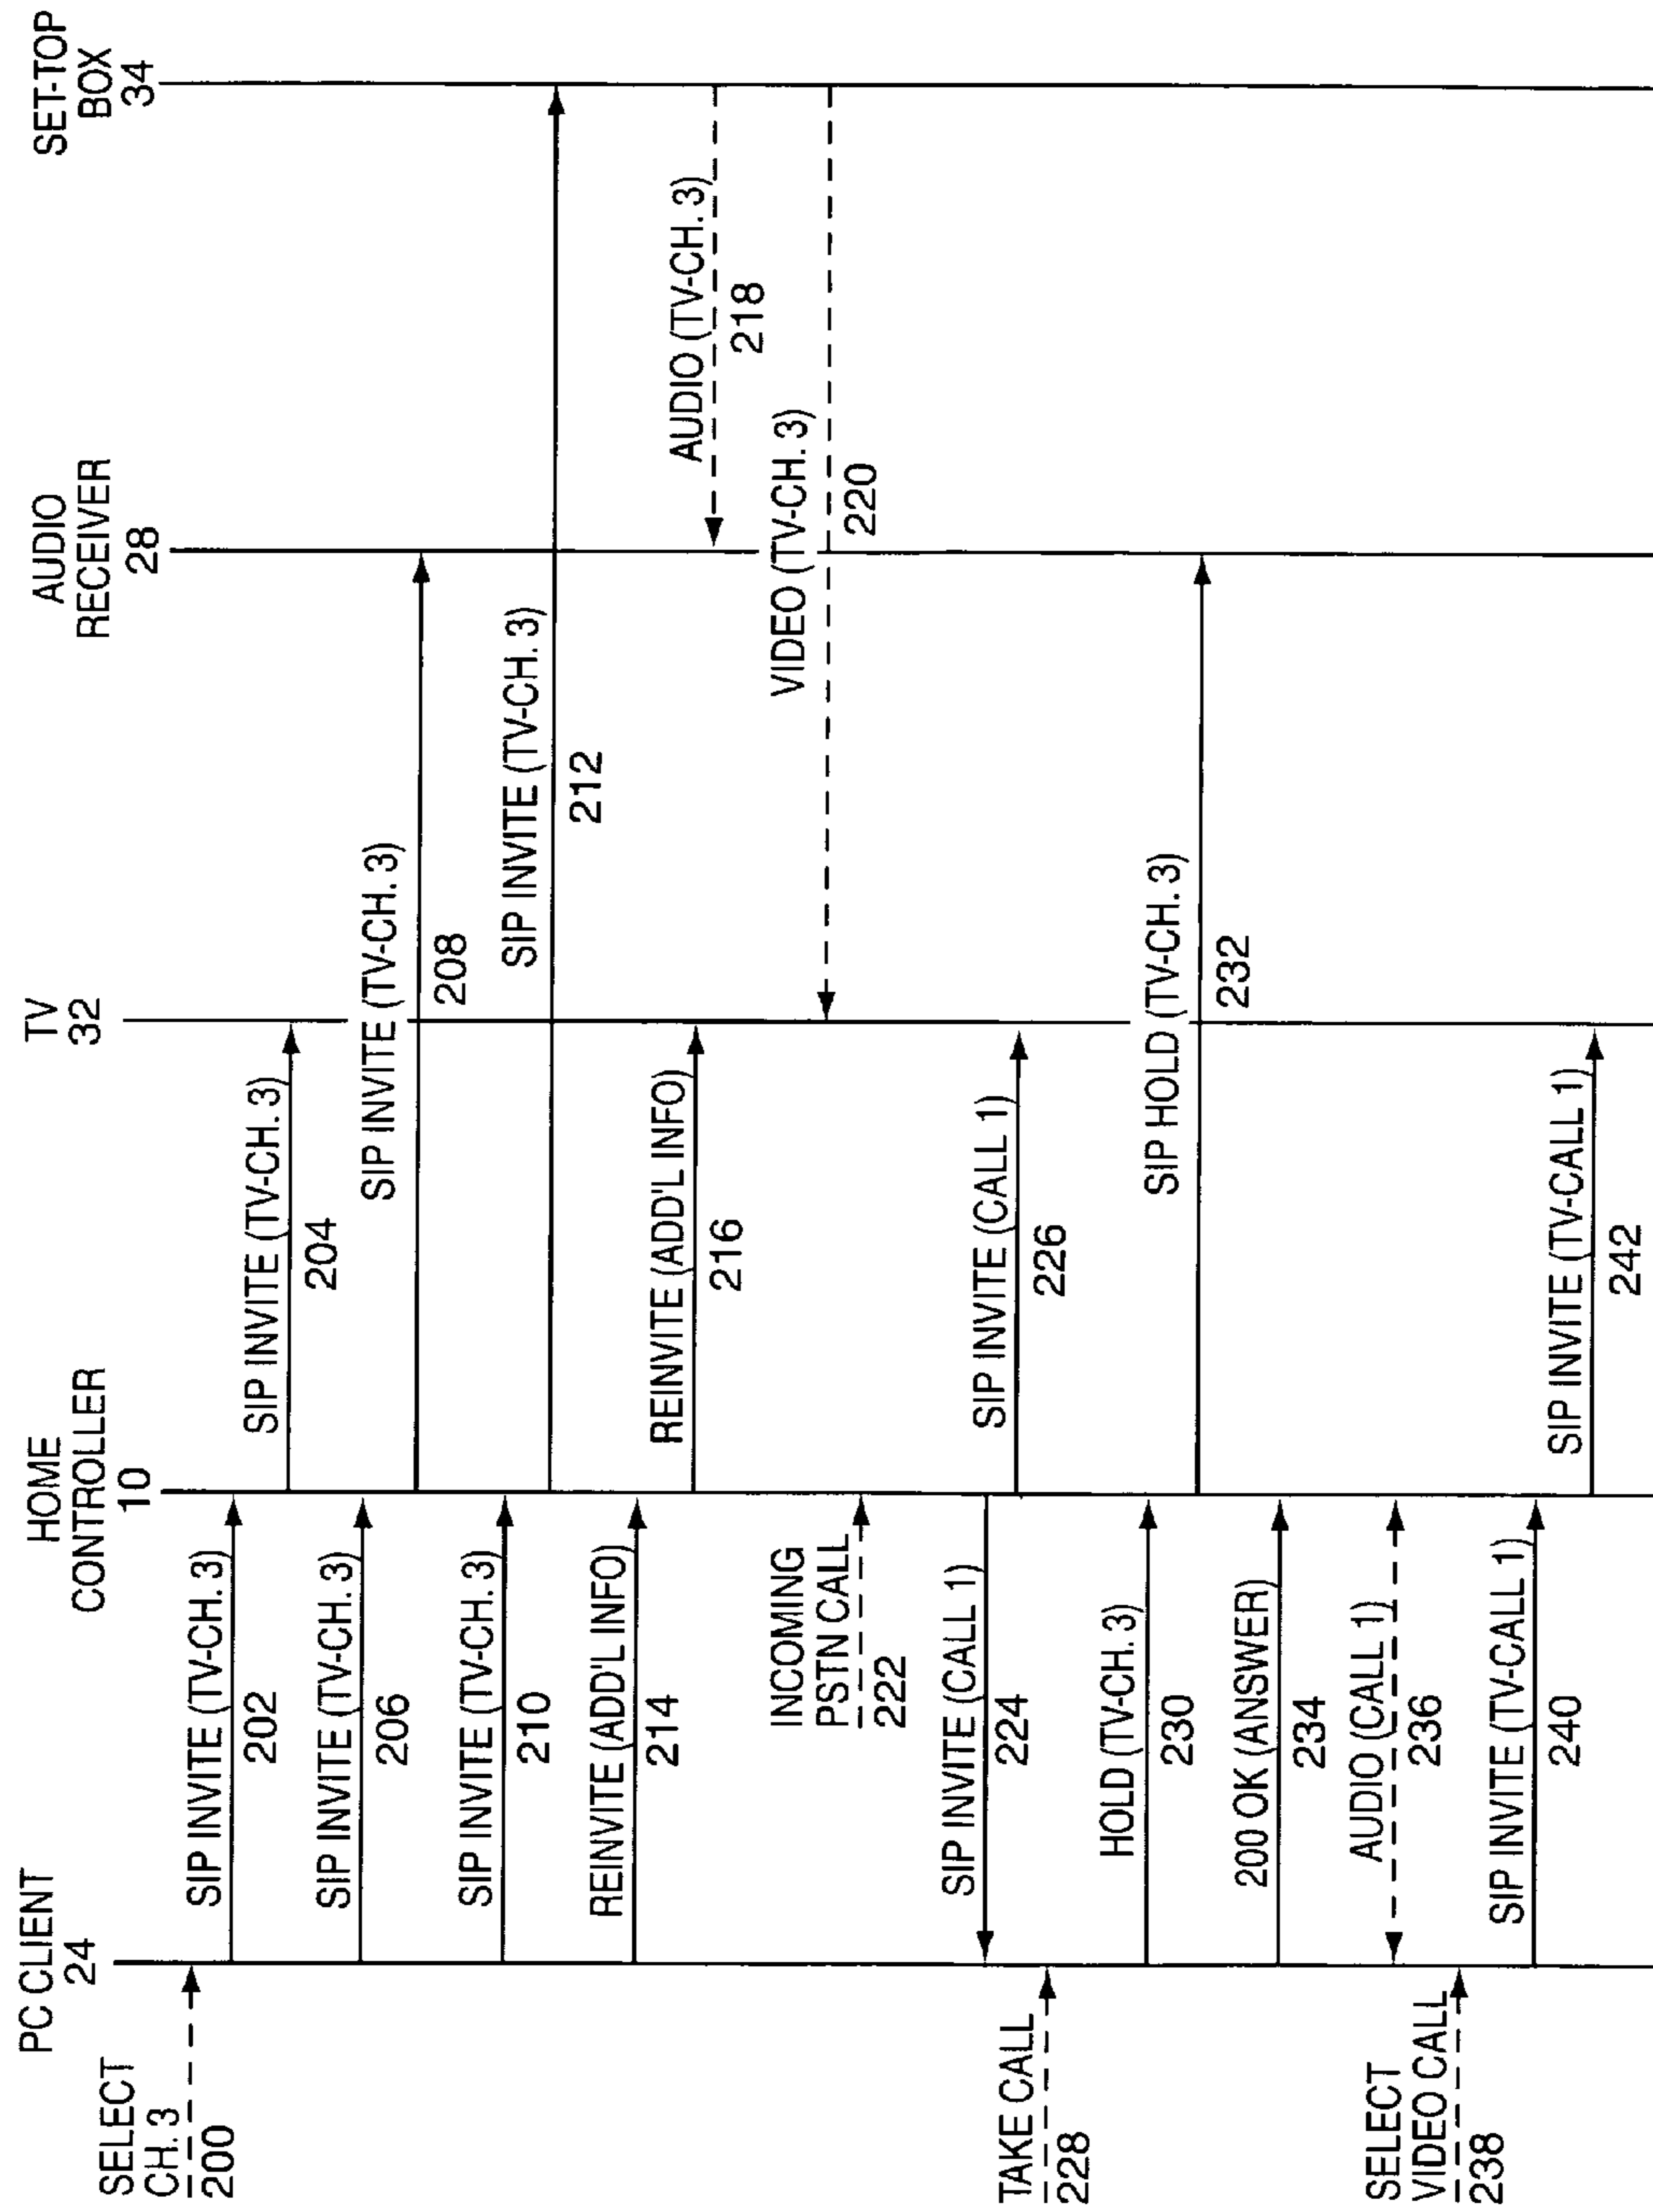 PC CLIENT
24
HOME
CONTROLLER
10
TV
32
AUDIO
RECEIVER
28
SET-TOP
BOX
34
SELECT
CH. 3
200
SIP INVITE (TV-CH. 3)
202
SIP INVITE (TV-CH. 3)
204
SIP INVITE (TV-CH. 3)
206
SIP INVITE (TV-CH. 3)
208
SIP INVITE (TV-CH. 3)
210
SIP INVITE (TV-CH. 3)
212
REINVITE (ADD'L INFO)
214
REINVITE (ADD'L INFO)
216
AUDIO (TV-CH. 3)
218
VIDEO (TV-CH. 3)
220
INCOMING
PSTN CALL
222
SIP INVITE (CALL 1)
224
SIP INVITE (CALL 1)
226
TAKE CALL
228
HOLD (TV-CH. 3)
230
SIP HOLD (TV-CH. 3)
232
200 OK (ANSWER)
234
AUDIO (CALL 1)
236
SELECT
VIDEO CALL
238
SIP INVITE (TV-CALL 1)
240
SIP INVITE (TV-CALL 1)
242